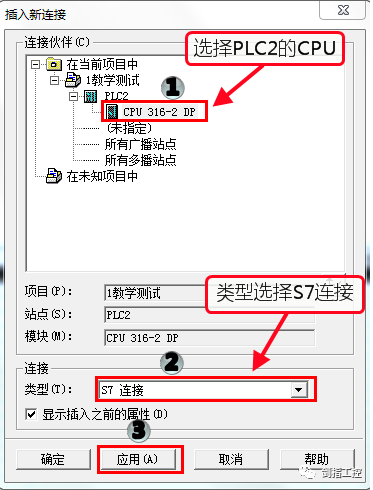 插入新连接
连接伙伴(C)
选择PLC2的CPU
在当前项目中
1教学测试
PLC2
1
CPU 316-2 DP
(未指定)
所有广播站点
所有多播站点
在未知项目中
项目(P):
1教学测试
类型选择S7连接
站点(S):
PLC2
模块(M):
CPU 316-2 DP
连接
2
类型(T):
S7 连接
显示插入之前的属性(D)
3
确定
应用(A)
取消
帮助
剑指工控